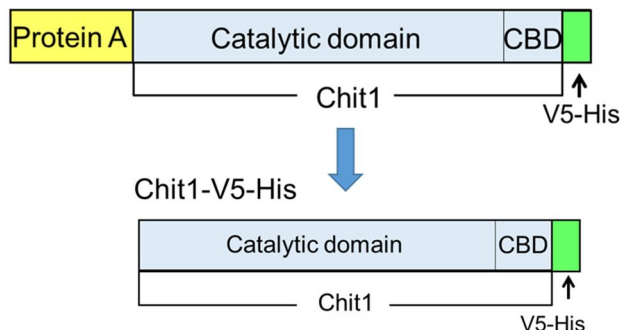 Protein A Catalytic domain CBD
Chit1
V5-His
Chit1-V5-His
Catalytic domain CBD
Chit1
V5-His